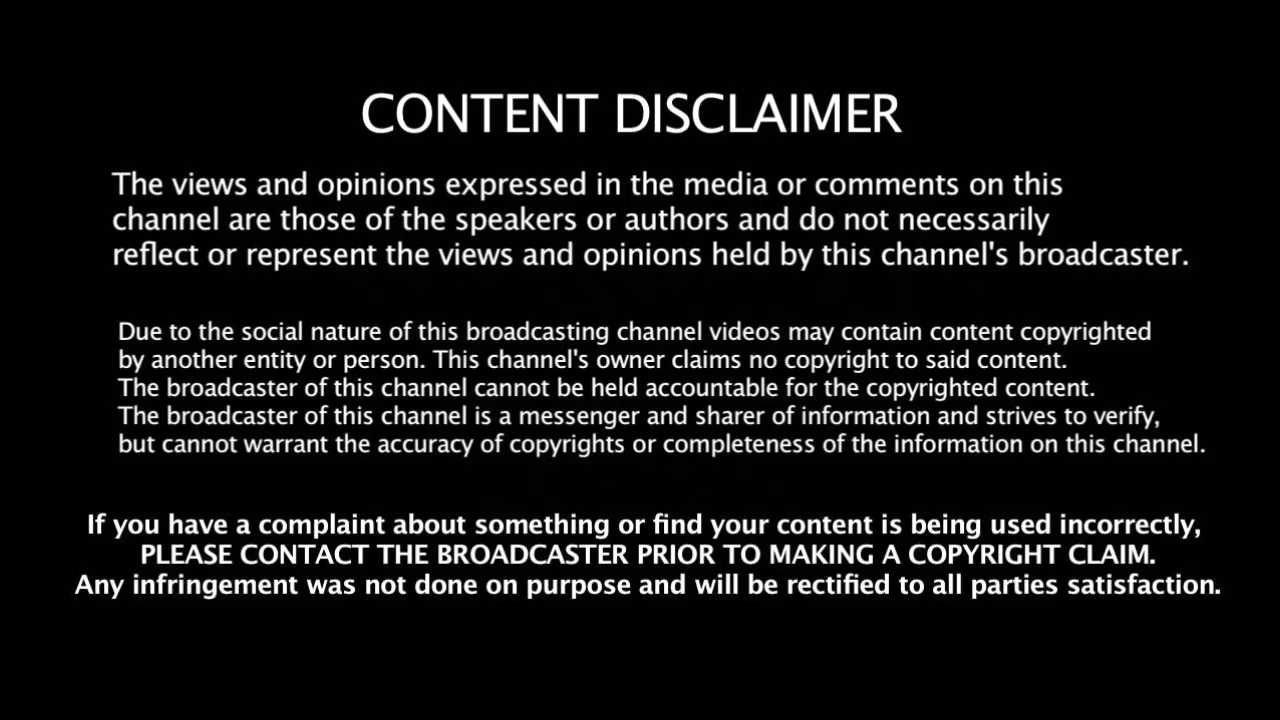 CONTENT DISCLAIMER
The views and opinions expressed in the media or comments on this
channel are those of the speakers or authors and do not necessarily
reflect or represent the views and opinions held by this channel's broadcaster.
Due to the social nature of this broadcasting channel videos may contain content copyrighted
by another entity or person. This channel's owner claims no copyright to said content.
The broadcaster of this channel cannot be held accountable for the copyrighted content.
The broadcaster of this channel is a messenger and sharer of information and strives to verify,
but cannot warrant the accuracy of copyrights or completeness of the information on this channel.
If you have a complaint about something or find your content is being used incorrectly,
PLEASE CONTACT THE BROADCASTER PRIOR TO MAKING A COPYRIGHT CLAIM.
Any infringement was not done on purpose and will be rectified to all parties satisfaction.